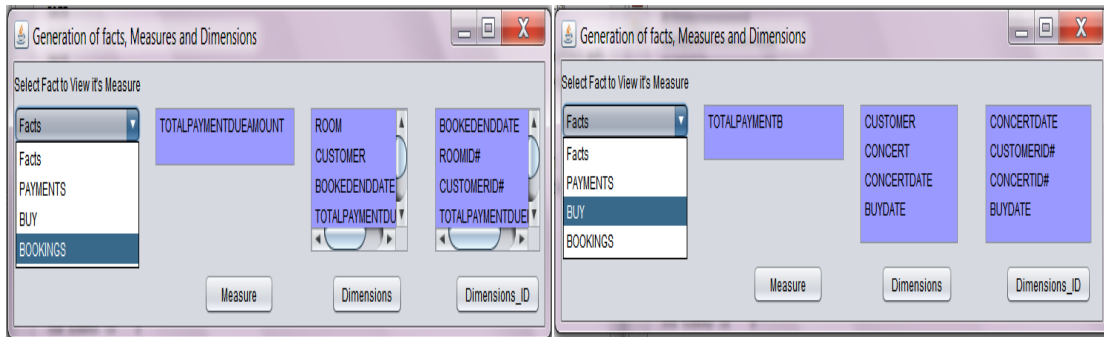 Generation of facts, Measures and Dimensions
Select Fact to View it's Measure
Facts
Facts
PAYMENTS
BUY
BOOKINGS
TOTALPAYMENTDUEAMOUNT
ROOM
CUSTOMER
BOOKEDENDDATE
TOTALPAYMENTDU
BOOKEDENDDATE
ROOMID#
CUSTOMERID#
TOTALPAYMENTDUE
Measure
Dimensions
Dimensions_ID
Generation of facts, Measures and Dimensions
Select Fact to View it's Measure
Facts
Facts
PAYMENTS
BUY
BOOKINGS
TOTALPAYMENTB
CUSTOMER
CONCERT
CONCERTDATE
BUYDATE
CONCERTDATE
CUSTOMERID#
CONCERTID#
BUYDATE
Measure
Dimensions
Dimensions_ID